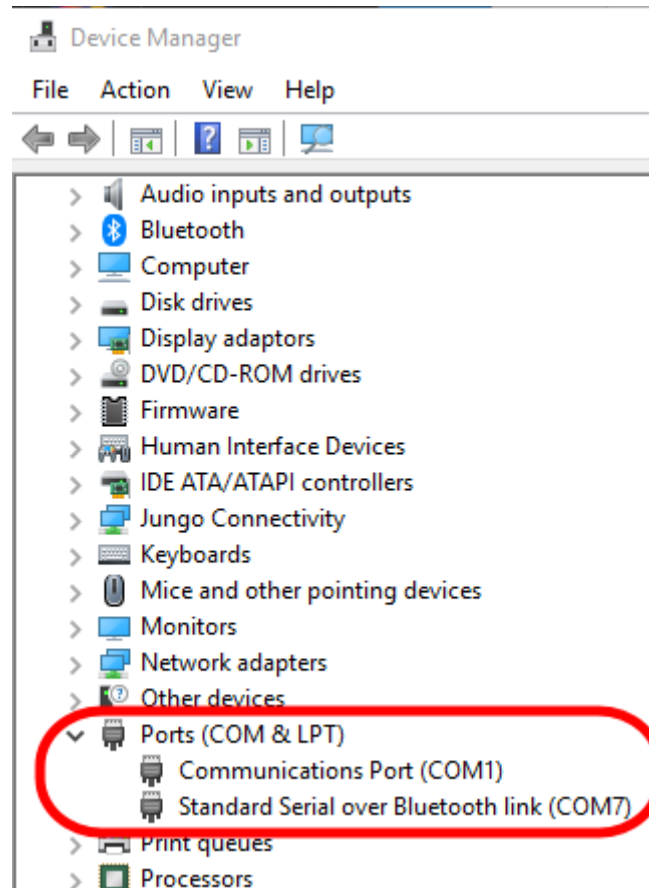 Device Manager
File Action View Help
Audio inputs and outputs
Bluetooth
Computer
Disk drives
Display adaptors
DVD/CD-ROM drives
Firmware
Human Interface Devices
IDE ATA/ATAPI controllers
Jungo Connectivity
Keyboards
Mice and other pointing devices
Monitors
Network adapters
Other devices
Ports (COM & LPT)
Communications Port (COM1)
Standard Serial over Bluetooth link (COM7)
Print queues
Processors